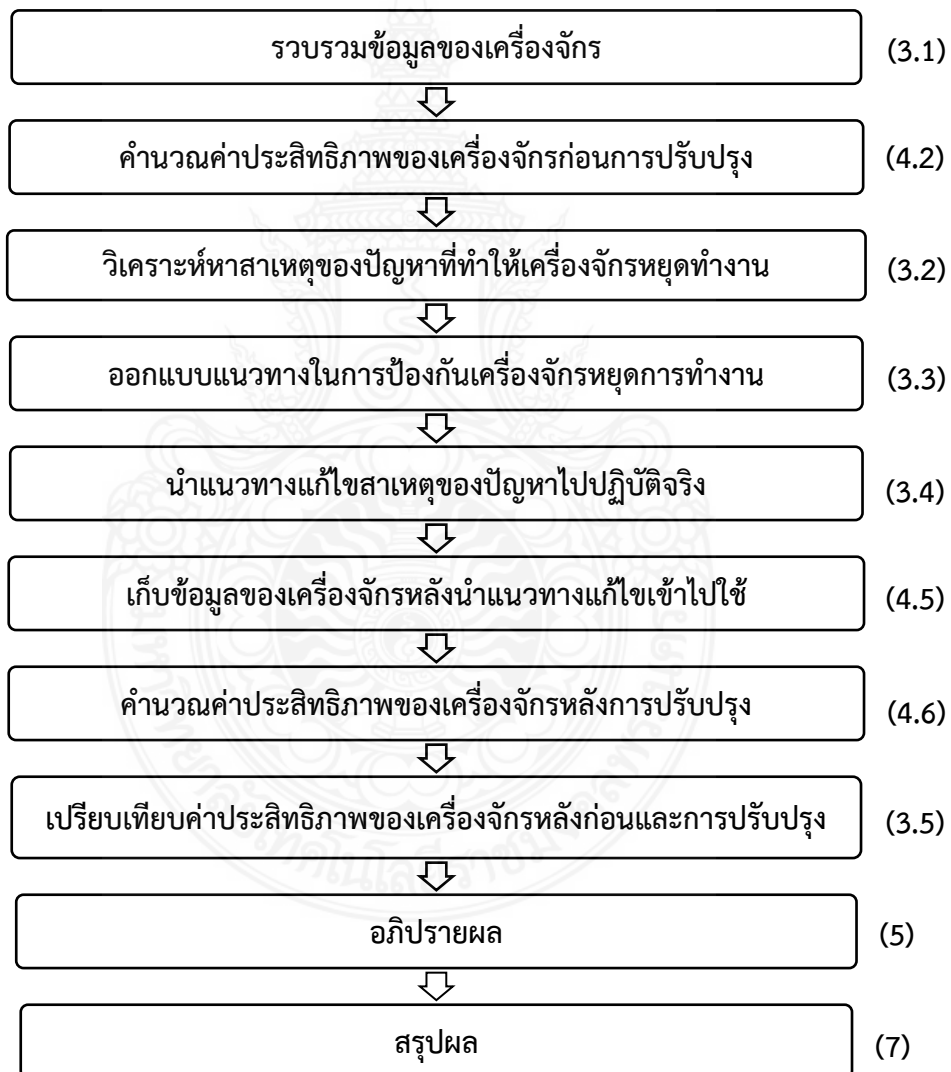 รวบรวมข้อมูลของเครื่องจักร (3.1)
คำนวณค่าประสิทธิภาพของเครื่องจักรก่อนการปรับปรุง (4.2)
วิเคราะห์หาสาเหตุของปัญหาที่ทำให้เครื่องจักรหยุดทำงาน (3.2)
ออกแบบแนวทางในการป้องกันเครื่องจักรหยุดการทำงาน (3.3)
นำแนวทางแก้ไขสาเหตุของปัญหาไปปฏิบัติจริง (3.4)
เก็บข้อมูลของเครื่องจักรหลังนำแนวทางแก้ไขเข้าไปใช้ (4.5)
คำนวณค่าประสิทธิภาพของเครื่องจักรหลังการปรับปรุง (4.6)
เปรียบเทียบค่าประสิทธิภาพของเครื่องจักรหลังก่อนและการปรับปรุง (3.5)
อภิปรายผล (5)
สรุปผล (7)